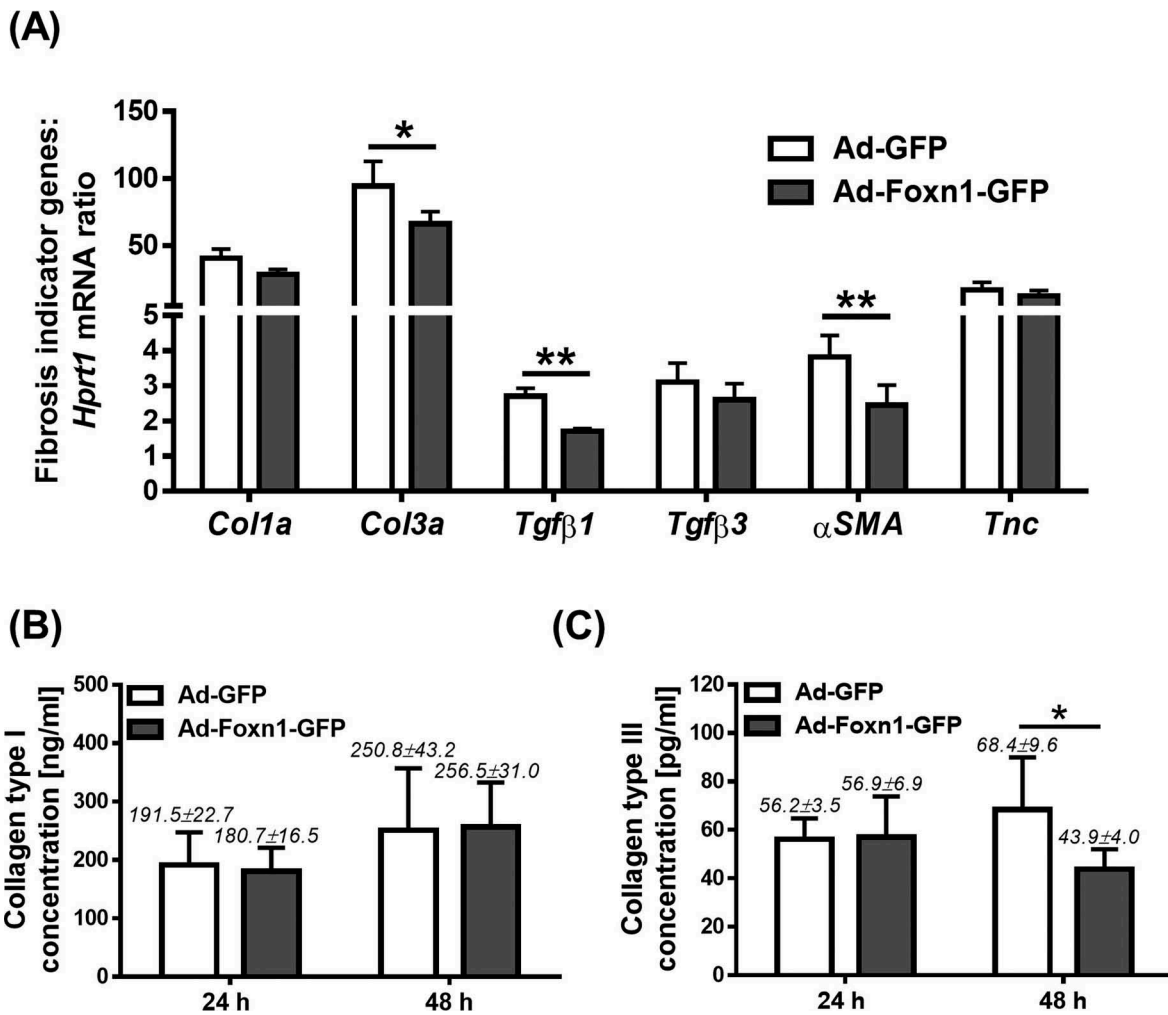 (A)
Fibrosis indicator genes:
Hprt1 mRNA ratio
150
100
50
5
4
3
2
1
0
*
**
**
Ad-GFP
Ad-Foxn1-GFP
Col1a
Col3a
Tgfβ1
Tgfβ3
αSMA
Tnc
(B)
Collagen type I
concentration [ng/ml]
500
400
300
200
100
0
Ad-GFP
Ad-Foxn1-GFP
191.5±22.7
180.7±16.5
250.8±43.2
256.5±31.0
24 h
48 h
(C)
Collagen type III
concentration [pg/ml]
120
100
80
60
40
20
0
Ad-GFP
Ad-Foxn1-GFP
*
56.2±3.5
56.9±6.9
68.4±9.6
43.9±4.0
24 h
48 h